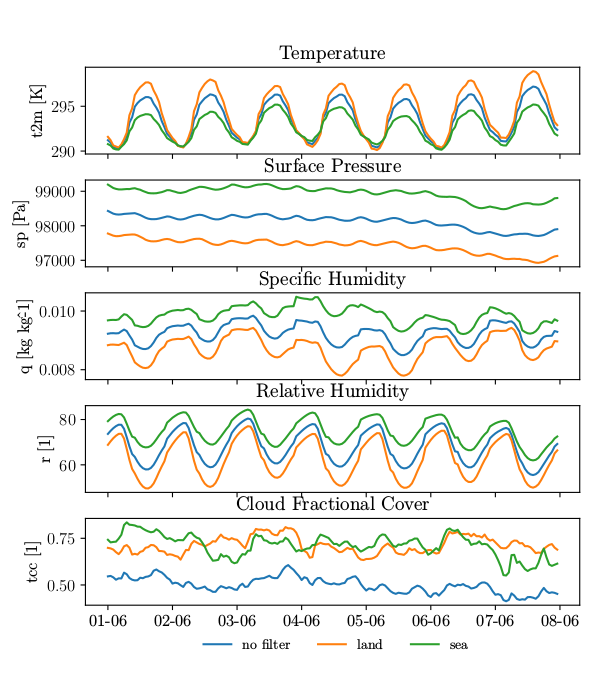 Temperature
t2m [K]
295
290
Surface Pressure
sp [Pa]
99000
98000
97000
Specific Humidity
q [kg kg-1]
0.010
0.008
Relative Humidity
r [1]
80
60
Cloud Fractional Cover
tcc [1]
0.75
0.50
01-06 02-06 03-06 04-06 05-06 06-06 07-06 08-06
no filter land sea